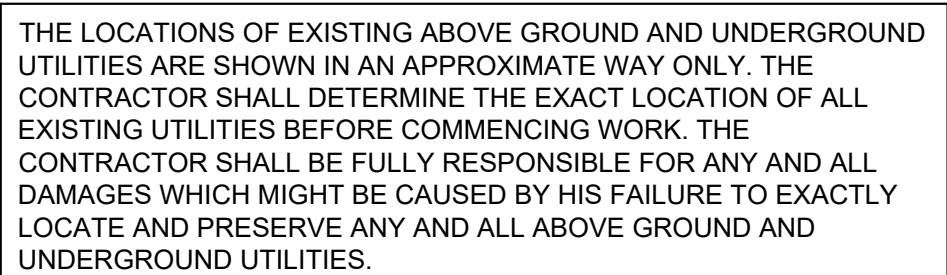 THE LOCATIONS OF EXISTING ABOVE GROUND AND UNDERGROUND
UTILITIES ARE SHOWN IN AN APPROXIMATE WAY ONLY. THE
CONTRACTOR SHALL DETERMINE THE EXACT LOCATION OF ALL
EXISTING UTILITIES BEFORE COMMENCING WORK. THE
CONTRACTOR SHALL BE FULLY RESPONSIBLE FOR ANY AND ALL
DAMAGES WHICH MIGHT BE CAUSED BY HIS FAILURE TO EXACTLY
LOCATE AND PRESERVE ANY AND ALL ABOVE GROUND AND
UNDERGROUND UTILITIES.